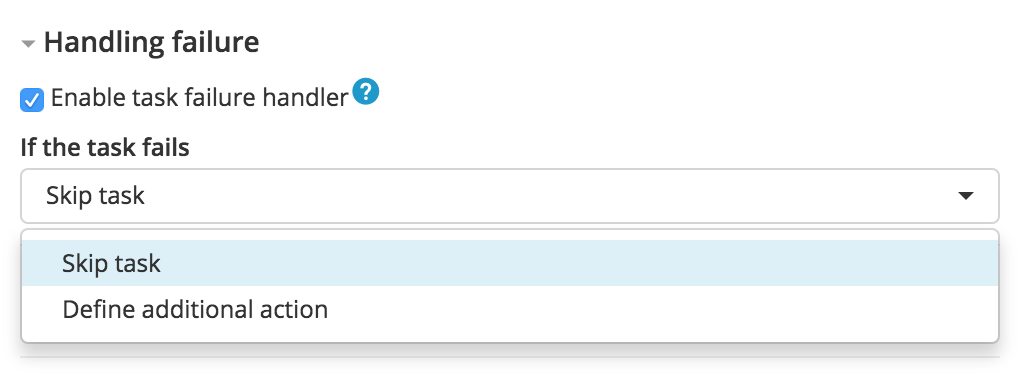 Handling failure
Enable task failure handler ?
If the task fails
Skip task
Skip task
Define additional action